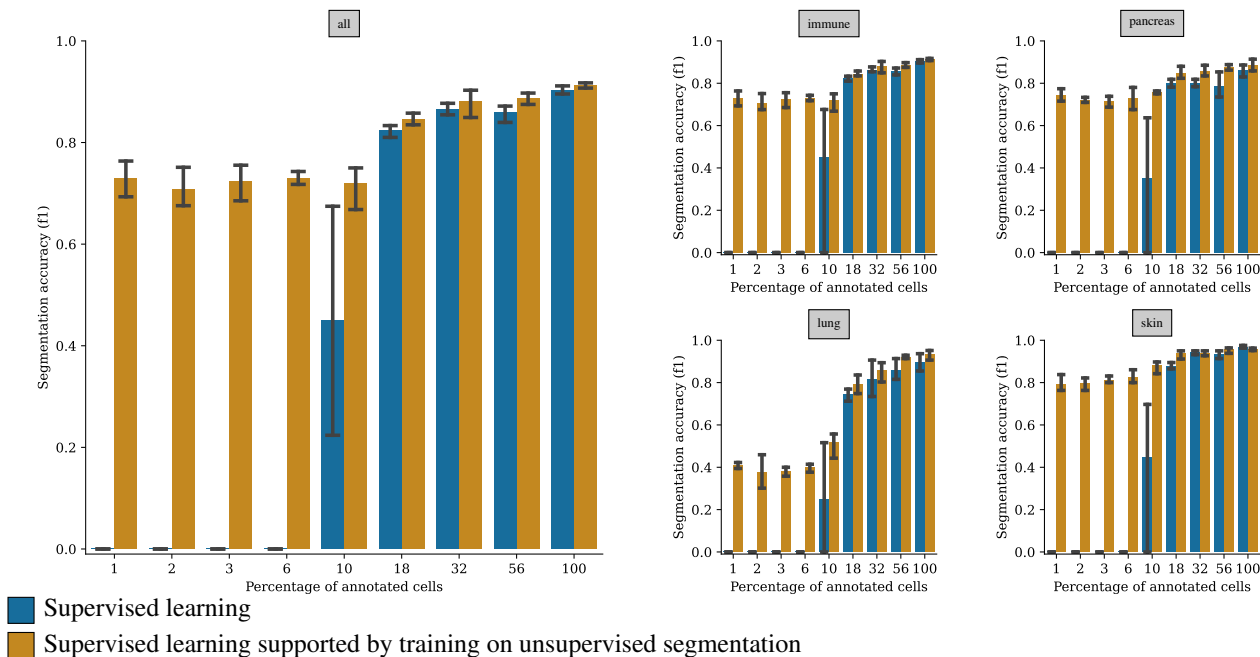 all
1.0
0.8
0.6
0.4
0.2
0.0
Segmentation accuracy (f1)
1 2 3 6 10 18 32 56 100
Percentage of annotated cells
immune
1.0
0.8
0.6
0.4
0.2
0.0
Segmentation accuracy (f1)
1 2 3 6 10 18 32 56 100
Percentage of annotated cells
pancreas
1.0
0.8
0.6
0.4
0.2
0.0
Segmentation accuracy (f1)
1 2 3 6 10 18 32 56 100
Percentage of annotated cells
lung
1.0
0.8
0.6
0.4
0.2
0.0
Segmentation accuracy (f1)
1 2 3 6 10 18 32 56 100
Percentage of annotated cells
skin
1.0
0.8
0.6
0.4
0.2
0.0
Segmentation accuracy (f1)
1 2 3 6 10 18 32 56 100
Percentage of annotated cells
Supervised learning
Supervised learning supported by training on unsupervised segmentation